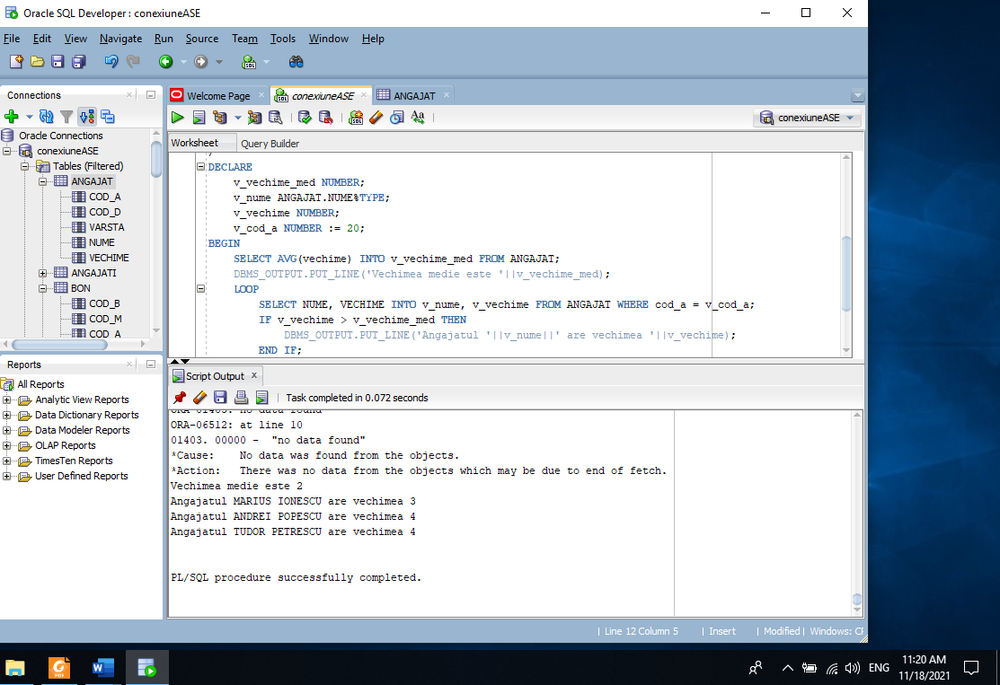 Oracle SQL Developer : conexiuneASE
File Edit View Navigate Run Source Team Tools Window Help
Connections
Oracle Connections
conexiuneASE
Tables (Filtered)
ANGAJAT
COD_A
COD_D
VARSTA
NUME
VECHIME
ANGAJATI
BON
COD_B
COD_M
COD_A
Reports
All Reports
Analytic View Reports
Data Dictionary Reports
Data Modeler Reports
OLAP Reports
TimesTen Reports
User Defined Reports
Welcome Page conexiuneASE ANGAJAT
conexiuneASE
Worksheet Query Builder
/
DECLARE
v_vechime_med NUMBER;
v_nume ANGAJAT.NUME%TYPE;
v_vechime NUMBER;
v_cod_a NUMBER := 20;
BEGIN
SELECT AVG(vechime) INTO v_vechime_med FROM ANGAJAT;
DBMS_OUTPUT.PUT_LINE('Vechimea medie este '||v_vechime_med);
LOOP
SELECT NUME, VECHIME INTO v_nume, v_vechime FROM ANGAJAT WHERE cod_a = v_cod_a;
IF v_vechime > v_vechime_med THEN
DBMS_OUTPUT.PUT_LINE('Angajatul '||v_nume||' are vechimea '||v_vechime);
END IF;
Script Output
Task completed in 0.072 seconds
ORA-01403: no data found
ORA-06512: at line 10
01403. 00000 -  "no data found"
*Cause:    No data was found from the objects.
*Action:   There was no data from the objects which may be due to end of fetch.
Vechimea medie este 2
Angajatul MARIUS IONESCU are vechimea 3
Angajatul ANDREI POPESCU are vechimea 4
Angajatul TUDOR PETRESCU are vechimea 4
PL/SQL procedure successfully completed.
Line 12 Column 5 | Insert | Modified | Windows: CF
ENG
11:20 AM
11/18/2021